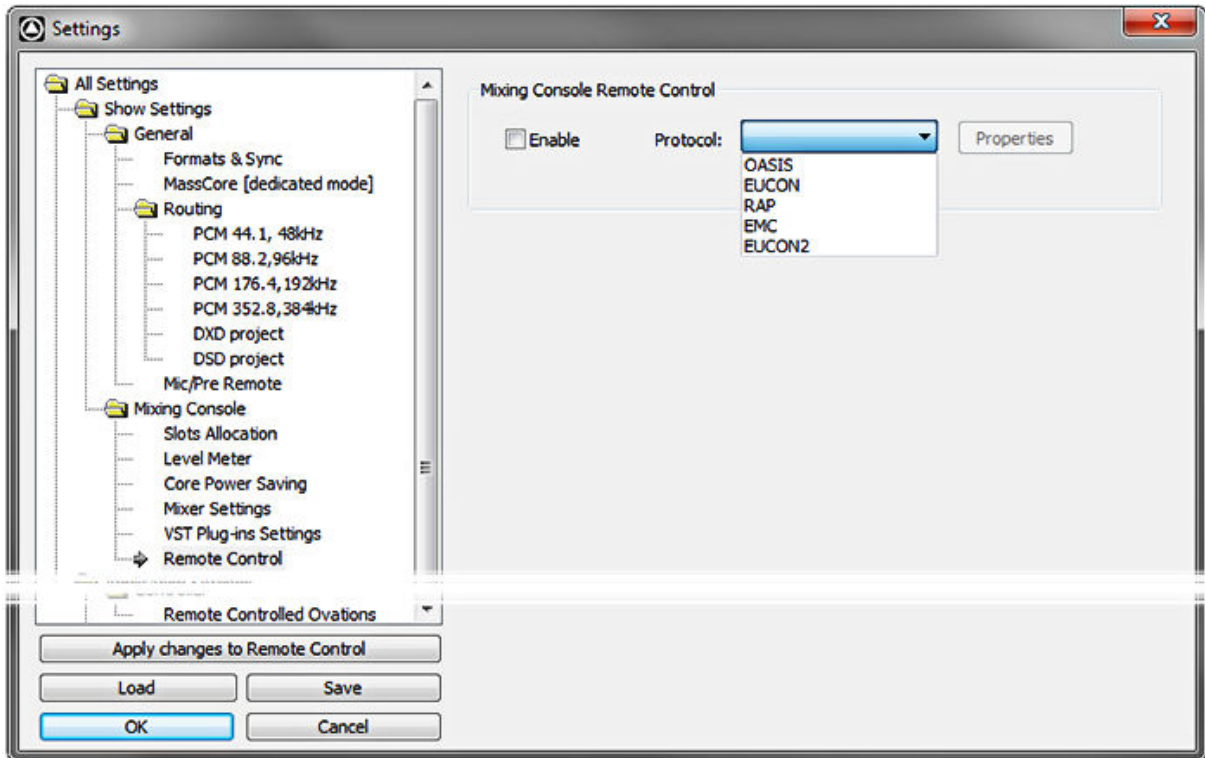 Settings
All Settings
Show Settings
General
Formats & Sync
MassCore [dedicated mode]
Routing
PCM 44.1, 48kHz
PCM 88.2,96kHz
PCM 176.4,192kHz
PCM 352.8,384kHz
DXD project
DSD project
Mic/Pre Remote
Mixing Console
Slots Allocation
Level Meter
Core Power Saving
Mixer Settings
VST Plug-ins Settings
Remote Control
Remote Controlled Ovations
Apply changes to Remote Control
Load Save
OK Cancel
Mixing Console Remote Control
Enable Protocol: Properties
OASIS
EUCON
RAP
EMC
EUCON2